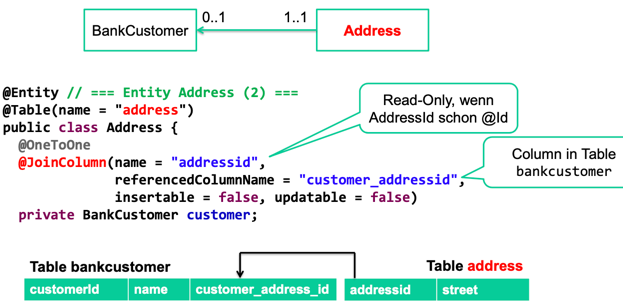 0..1 1..1
BankCustomer Address
@Entity // === Entity Address (2) ===
@Table(name = "address")
public class Address {
@OneToOne
@JoinColumn(name = "addressid",
referencedColumnName = "customer_addressid",
insertable = false, updatable = false)
private BankCustomer customer;
Read-Only, wenn
AddressId schon @Id
Column in Table
bankcustomer
Table bankcustomer
customerId name customer_address_id
Table address
addressid street